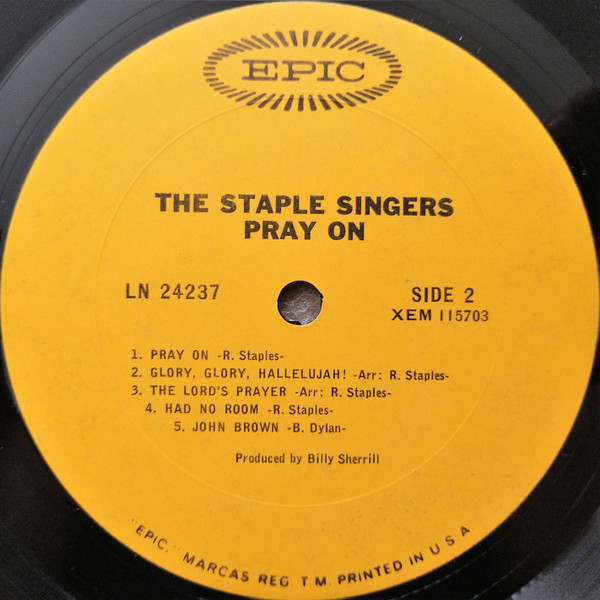 EPIC
THE STAPLE SINGERS
PRAY ON
LN 24237
SIDE 2
XEM 115703
1. PRAY ON -R. Staples-
2. GLORY, GLORY, HALLELUJAH! -Arr: R. Staples-
3. THE LORD'S PRAYER -Arr: R. Staples-
4. HAD NO ROOM -R. Staples-
5. JOHN BROWN -B. Dylan-
Produced by Billy Sherrill
"EPIC," MARCAS REG. T.M. PRINTED IN U S A